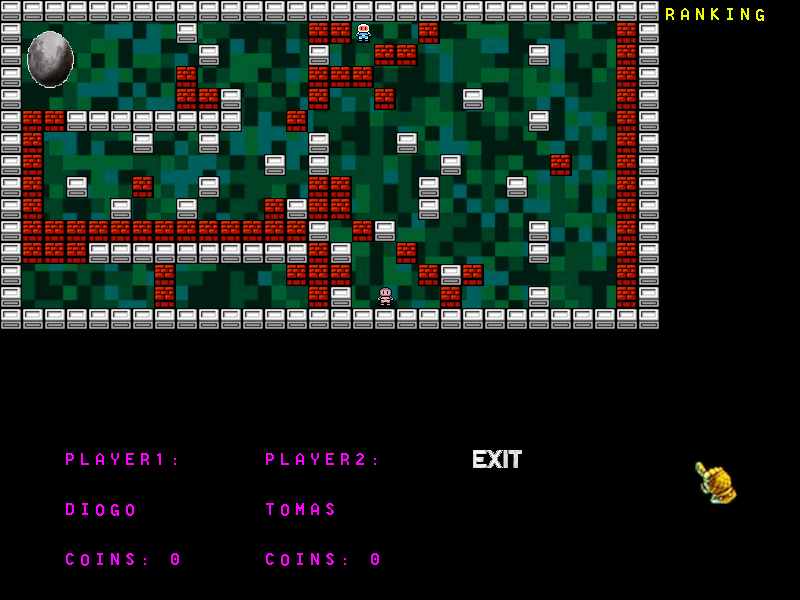 RANKING
PLAYER1: PLAYER2: EXIT
DIOGO TOMAS
COINS: 0 COINS: 0